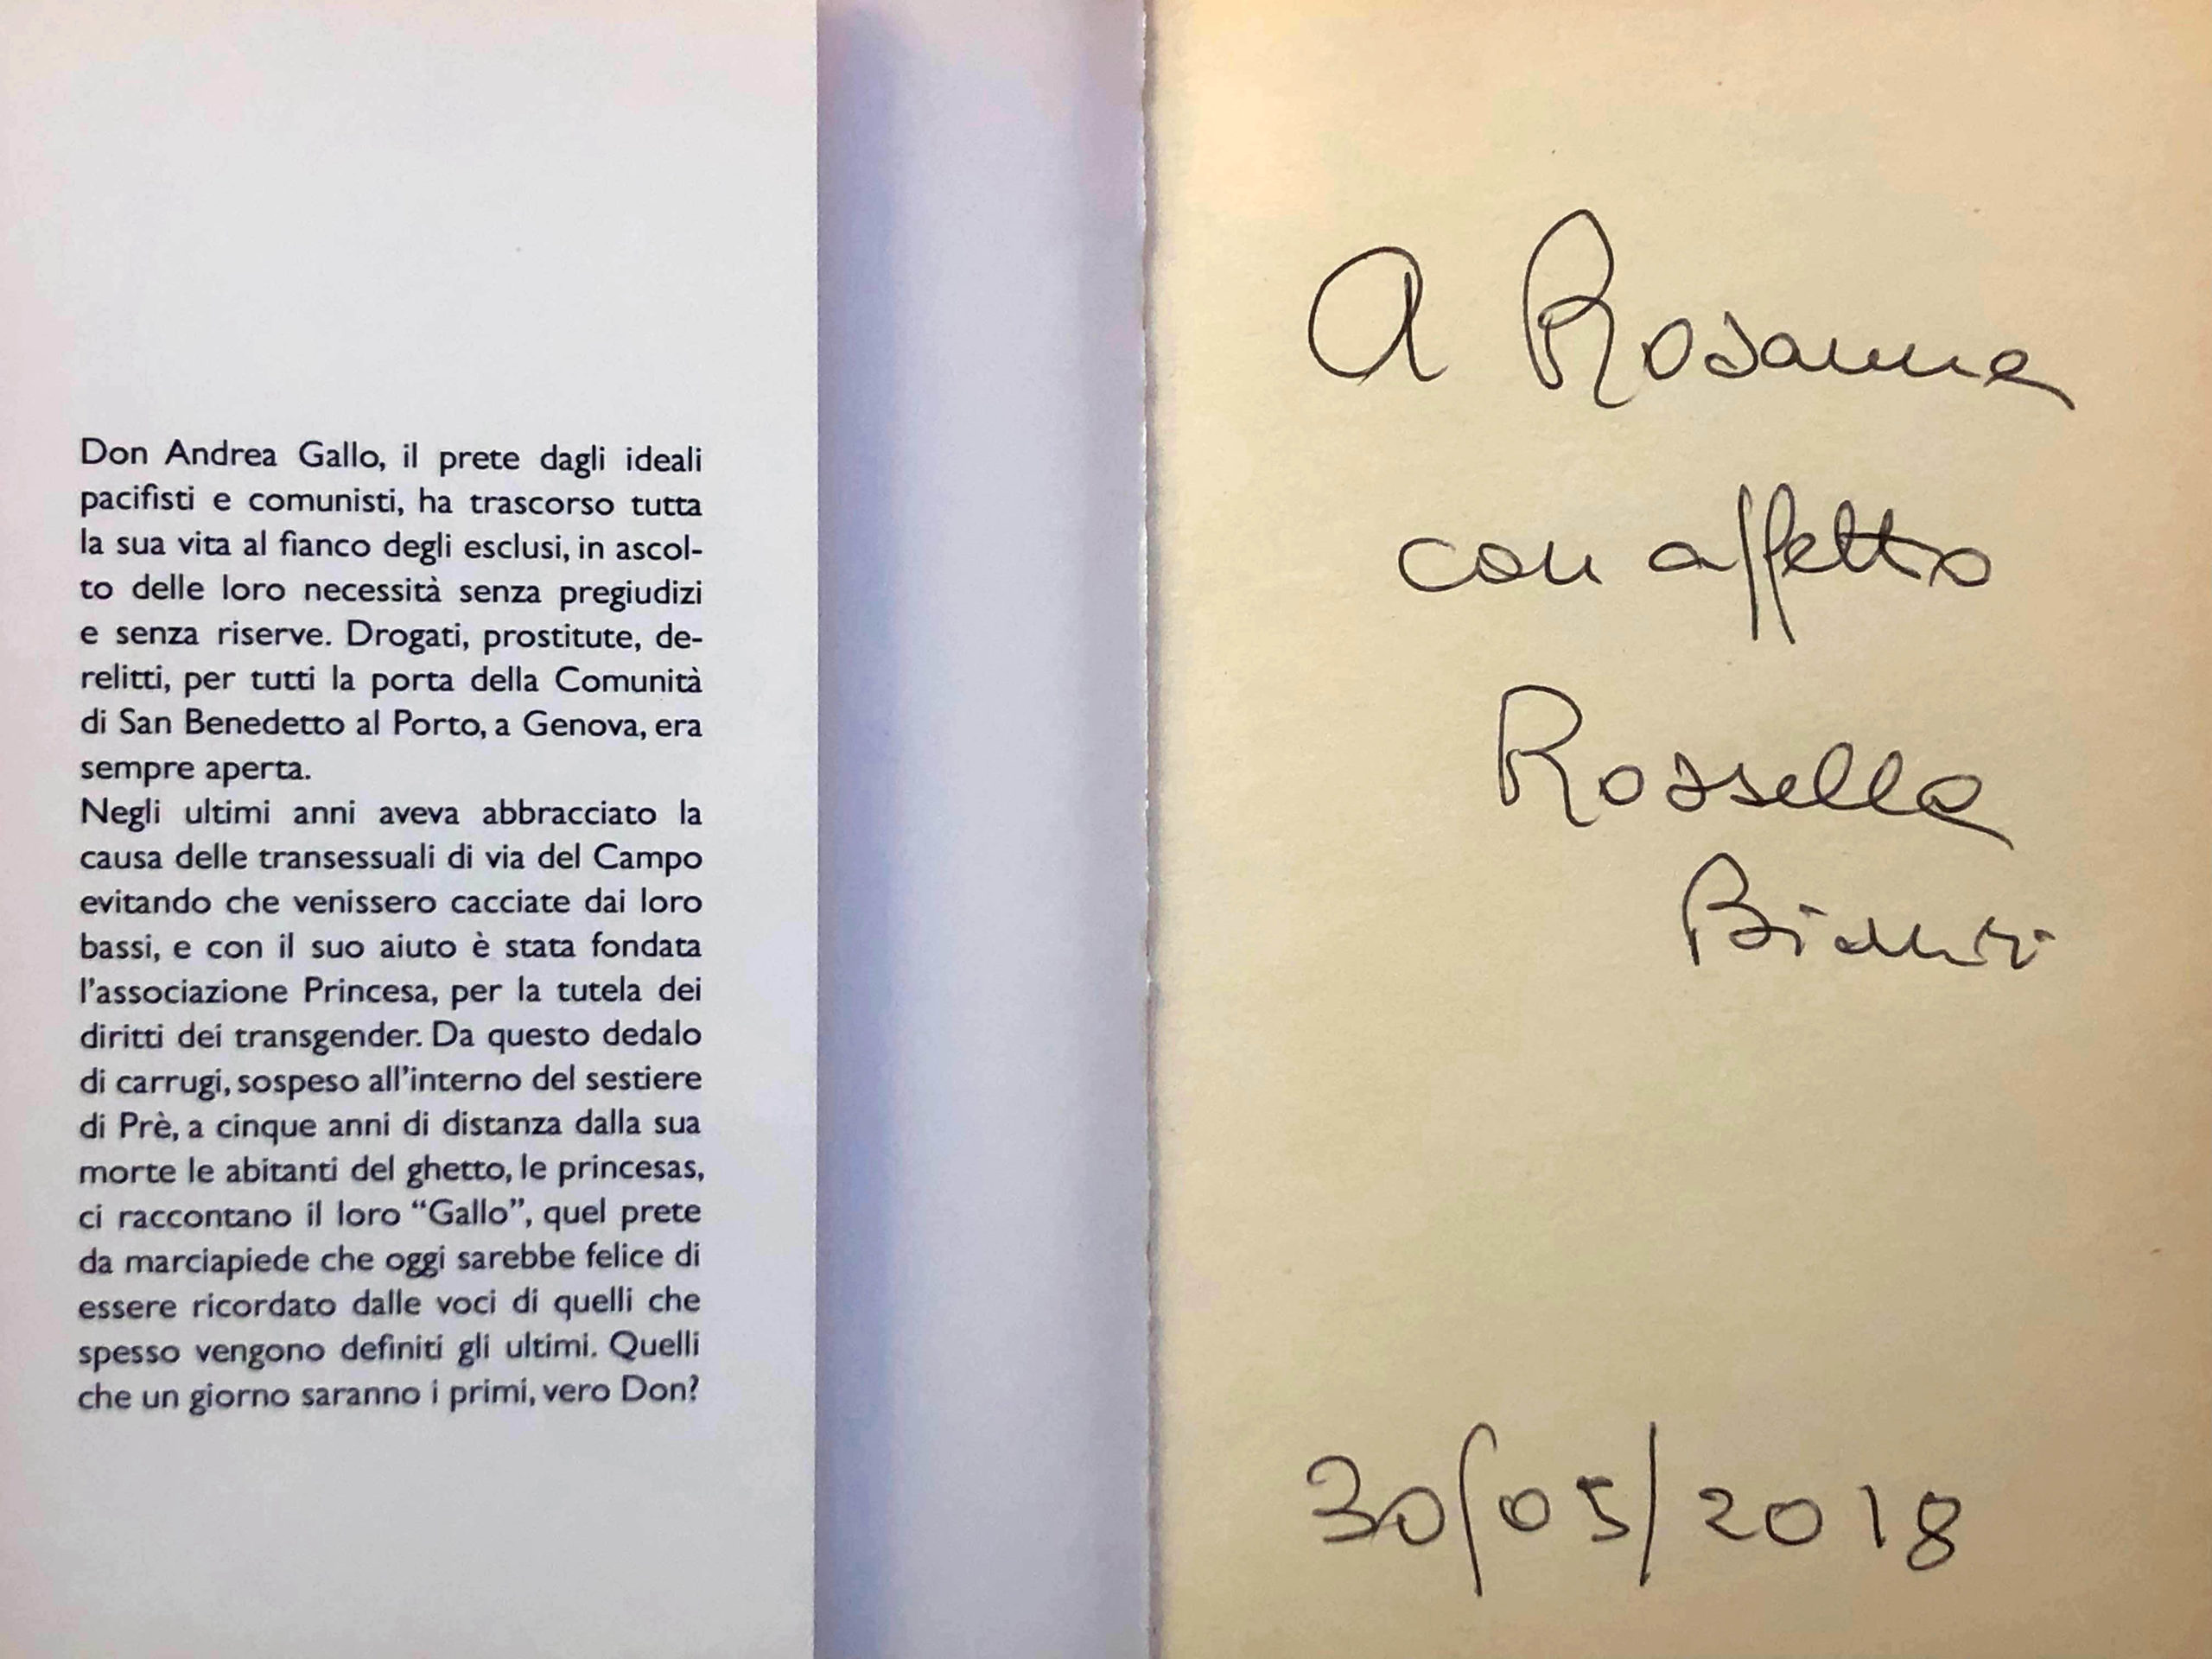 Don Andrea Gallo, il prete dagli ideali
pacifisti e comunisti, ha trascorso tutta
la sua vita al fianco degli esclusi, in ascol-
to delle loro necessità senza pregiudizi
e senza riserve. Drogati, prostitute, de-
relitti, per tutti la porta della Comunità
di San Benedetto al Porto, a Genova, era
sempre aperta.
Negli ultimi anni aveva abbracciato la
causa delle transessuali di via del Campo
evitando che venissero cacciate dai loro
bassi, e con il suo aiuto è stata fondata
l'associazione Princesa, per la tutela dei
diritti dei transgender. Da questo dedalo
di carrugi, sospeso all'interno del sestiere
di Prè, a cinque anni di distanza dalla sua
morte le abitanti del ghetto, le princesas,
ci raccontano il loro “Gallo”, quel prete
da marciapiede che oggi sarebbe felice di
essere ricordato dalle voci di quelli che
spesso vengono definiti gli ultimi. Quelli
che un giorno saranno i primi, vero Don?
A Rosanna
con affetto
Rossella
Bianchi
30/05/2018